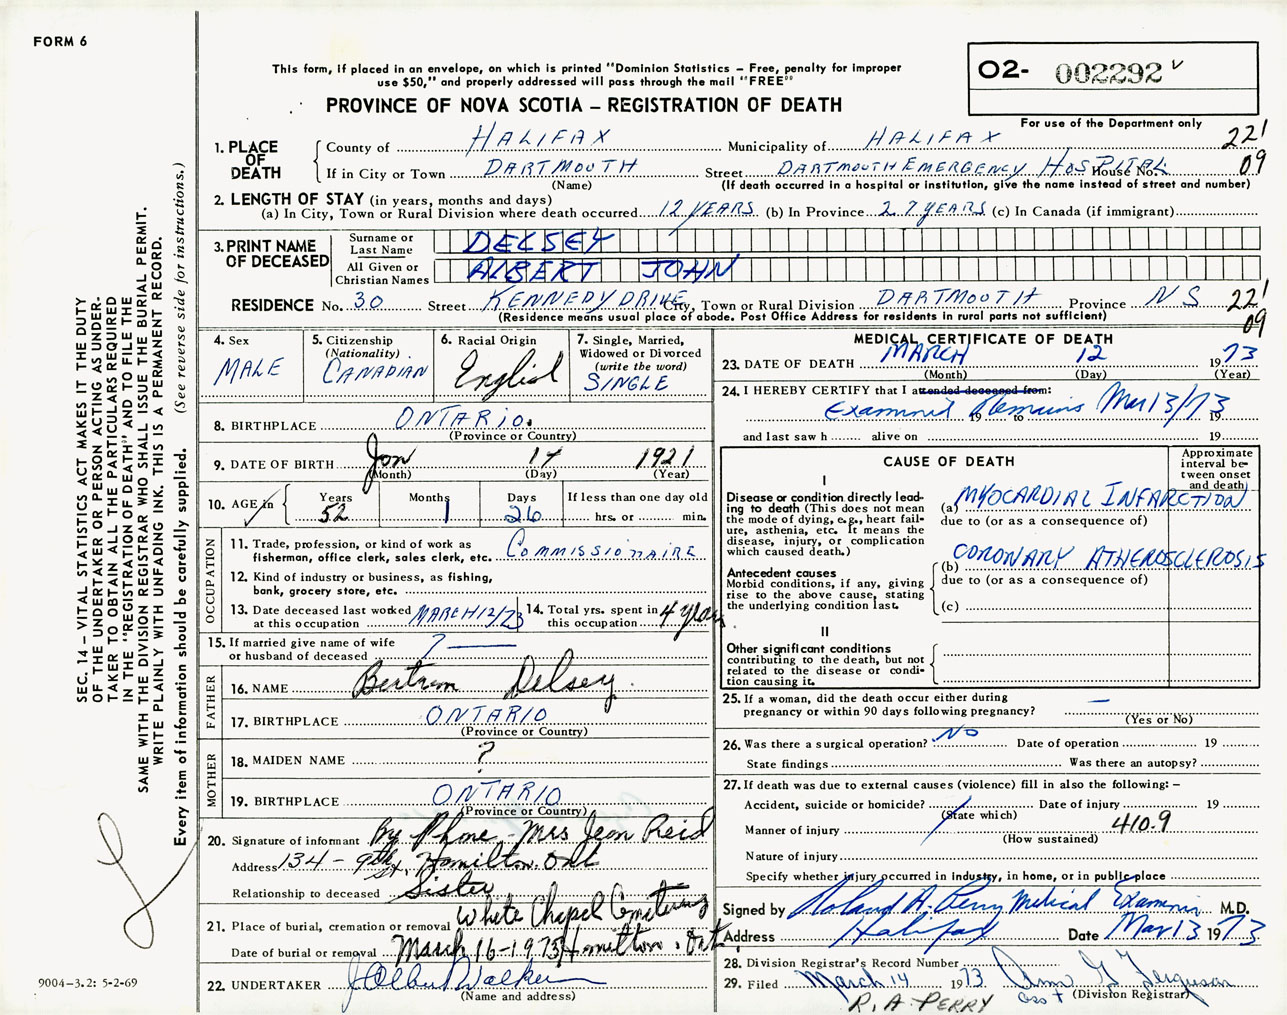 FORM 6
This form, if placed in an envelope, on which is printed "Dominion Statistics – Free, penalty for improper
use $50," and properly addressed will pass through the mail "FREE"
O2- 002292 v
PROVINCE OF NOVA SCOTIA – REGISTRATION OF DEATH
For use of the Department only
1. PLACE OF DEATH
County of HALIFAX Municipality of HALIFAX 221
If in City or Town DARTMOUTH Street DARTMOUTH EMERGENCY HOSPITAL House No. 09
(Name) (If death occurred in a hospital or institution, give the name instead of street and number)
2. LENGTH OF STAY (in years, months and days)
(a) In City, Town or Rural Division where death occurred 12 YEARS (b) In Province 27 YEARS (c) In Canada (if immigrant)
3. PRINT NAME OF DECEASED
Surname or Last Name DELSEY
All Given or Christian Names ALBERT JOHN
RESIDENCE No. 30 Street KENNEDY DRIVE City, Town or Rural Division DARTMOUTH Province NS 221
(Residence means usual place of abode. Post Office Address for residents in rural parts not sufficient) 09
4. Sex MALE
5. Citizenship (Nationality) CANADIAN
6. Racial Origin English
7. Single, Married, Widowed or Divorced (write the word) SINGLE
8. BIRTHPLACE ONTARIO.
(Province or Country)
9. DATE OF BIRTH Jan 14 1921
(Month) (Day) (Year)
10. AGE in Years 52 Months 1 Days 26 If less than one day old hrs. or min.
OCCUPATION
11. Trade, profession, or kind of work as
fisherman, office clerk, sales clerk, etc. COMMISSIONAIRE
12. Kind of industry or business, as fishing,
bank, grocery store, etc.
13. Date deceased last worked
at this occupation MARCH 12/73
14. Total yrs. spent in
this occupation 4 years
15. If married give name of wife
or husband of deceased ?
FATHER
16. NAME Bertram Delsey.
17. BIRTHPLACE ONTARIO
(Province or Country)
MOTHER
18. MAIDEN NAME ?
19. BIRTHPLACE ONTARIO
(Province or Country)
20. Signature of informant By Phone - Mrs Jean Reid
Address 134 - 9th St. Hamilton. Ont
Relationship to deceased Sister
21. Place of burial, cremation or removal White Chapel Cemetery
Date of burial or removal March 16-1973 Hamilton, Ont.
22. UNDERTAKER J Albert Walker
(Name and address)
MEDICAL CERTIFICATE OF DEATH
23. DATE OF DEATH MARCH 12 1973
(Month) (Day) (Year)
24. I HEREBY CERTIFY that I attended deceased from:
Examined Remains Mar 13/73 19 to 19
and last saw h alive on 19
CAUSE OF DEATH
Approximate interval between onset and death
I
Disease or condition directly lead-
ing to death (This does not mean
the mode of dying, e.g., heart fail-
ure, asthenia, etc. It means the
disease, injury, or complication
which caused death.)
(a) MYOCARDIAL INFARCTION
due to (or as a consequence of)
Antecedent causes
Morbid conditions, if any, giving
rise to the above cause, stating
the underlying condition last.
(b) CORONARY ATHEROSCLEROSIS
due to (or as a consequence of)
(c)
II
Other significant conditions
contributing to the death, but not
related to the disease or condi-
tion causing it.
25. If a woman, did the death occur either during
pregnancy or within 90 days following pregnancy? —
(Yes or No)
26. Was there a surgical operation? NO Date of operation 19
State findings Was there an autopsy?
27. If death was due to external causes (violence) fill in also the following: –
Accident, suicide or homicide? Date of injury 19
(State which)
Manner of injury 410.9
(How sustained)
Nature of injury
Specify whether injury occurred in industry, in home, or in public place
Signed by Roland A. Perry Medical Examiner M.D.
Address Halifax Date Mar 13 1973
28. Division Registrar's Record Number
29. Filed March 14 1973 Ann G Ferguson
Ass't (Division Registrar)
R. A. PERRY
SEC. 14 – VITAL STATISTICS ACT MAKES IT THE DUTY
OF THE UNDERTAKER OR PERSON ACTING AS UNDER-
TAKER TO OBTAIN ALL THE PARTICULARS REQUIRED
IN THE "REGISTRATION OF DEATH" AND TO FILE THE
SAME WITH THE DIVISION REGISTRAR WHO SHALL ISSUE THE BURIAL PERMIT.
WRITE PLAINLY WITH UNFADING INK. THIS IS A PERMANENT RECORD.
Every item of information should be carefully supplied. (See reverse side for instructions.)
9004–3.2: 5-2-69